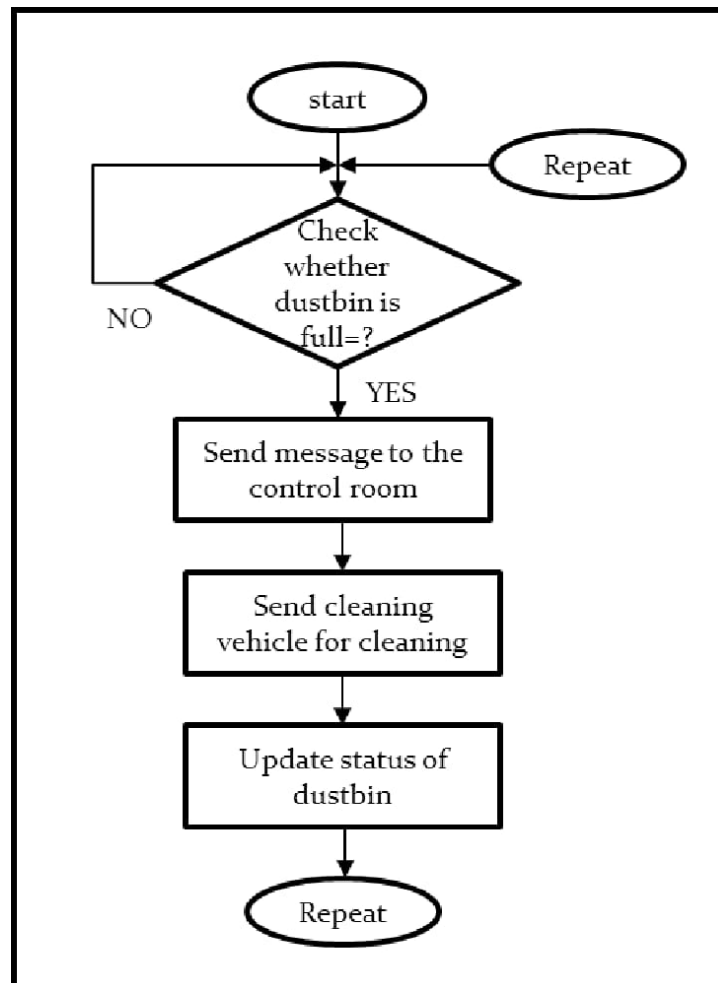 start
Repeat
Check
whether
dustbin is
full=?
NO
YES
Send message to the
control room
Send cleaning
vehicle for cleaning
Update status of
dustbin
Repeat